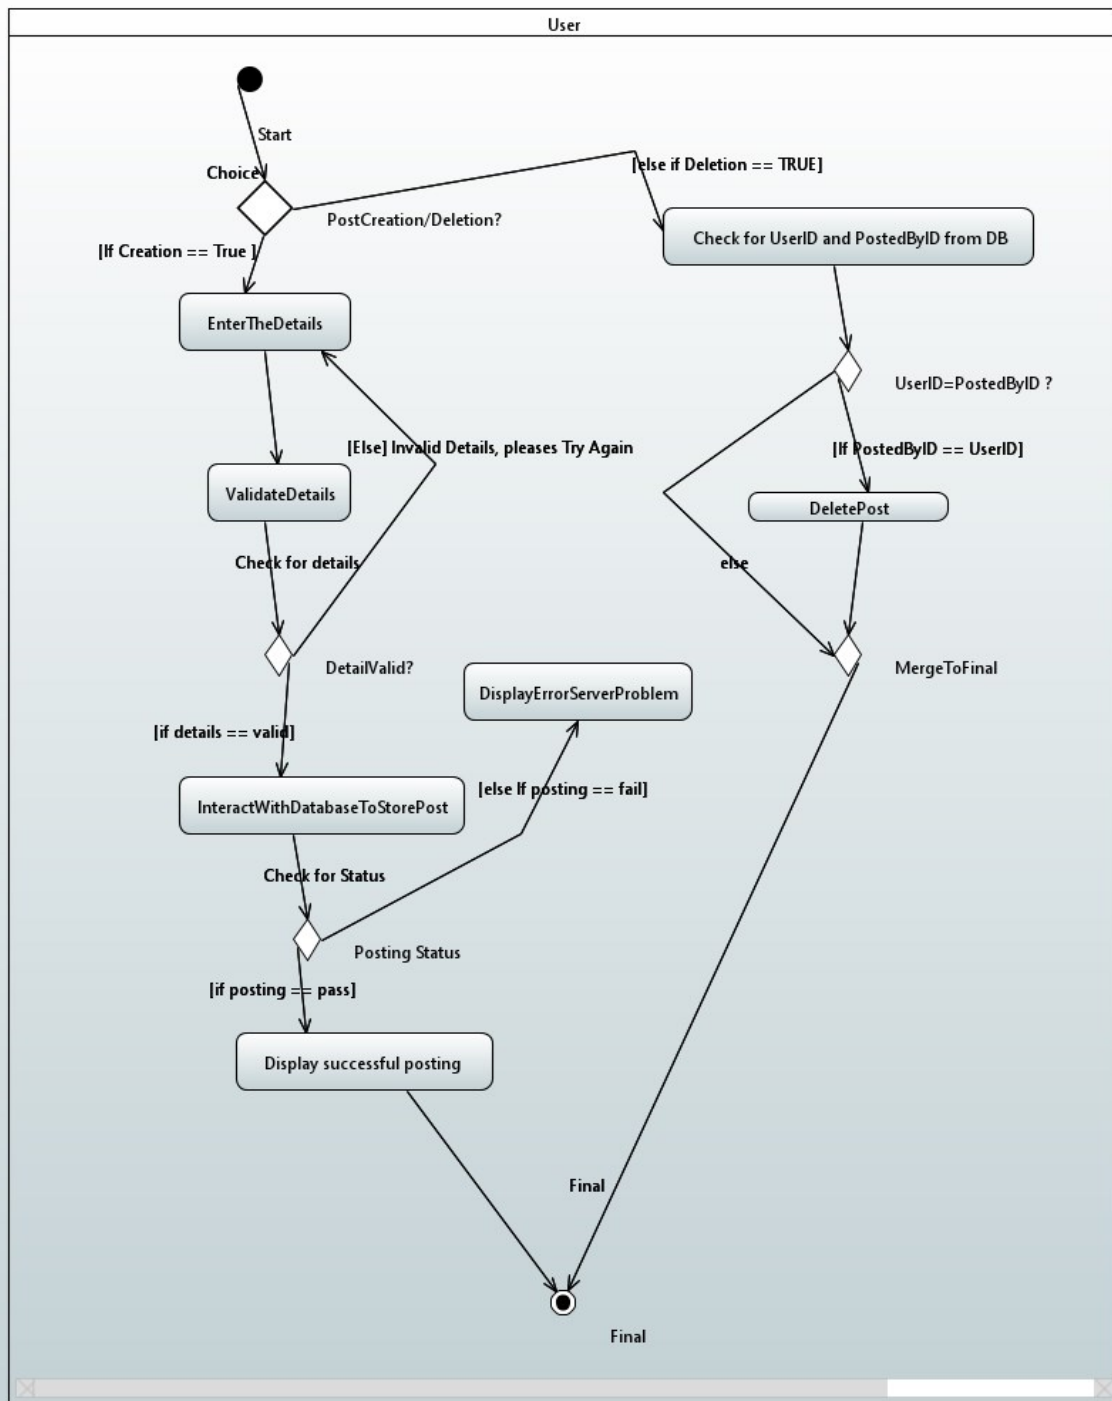 User
Start
[else if Deletion == TRUE]
Choice
PostCreation/Deletion?
Check for UserID and PostedByID from DB
[If Creation == True ]
EnterTheDetails
UserID=PostedByID ?
[Else] Invalid Details, pleases Try Again
[If PostedByID == UserID]
ValidateDetails
DeletePost
Check for details
else
DetailValid?
MergeToFinal
DisplayErrorServerProblem
[if details == valid]
[else If posting == fail]
InteractWithDatabaseToStorePost
Check for Status
Posting Status
[if posting == pass]
Display successful posting
Final
Final